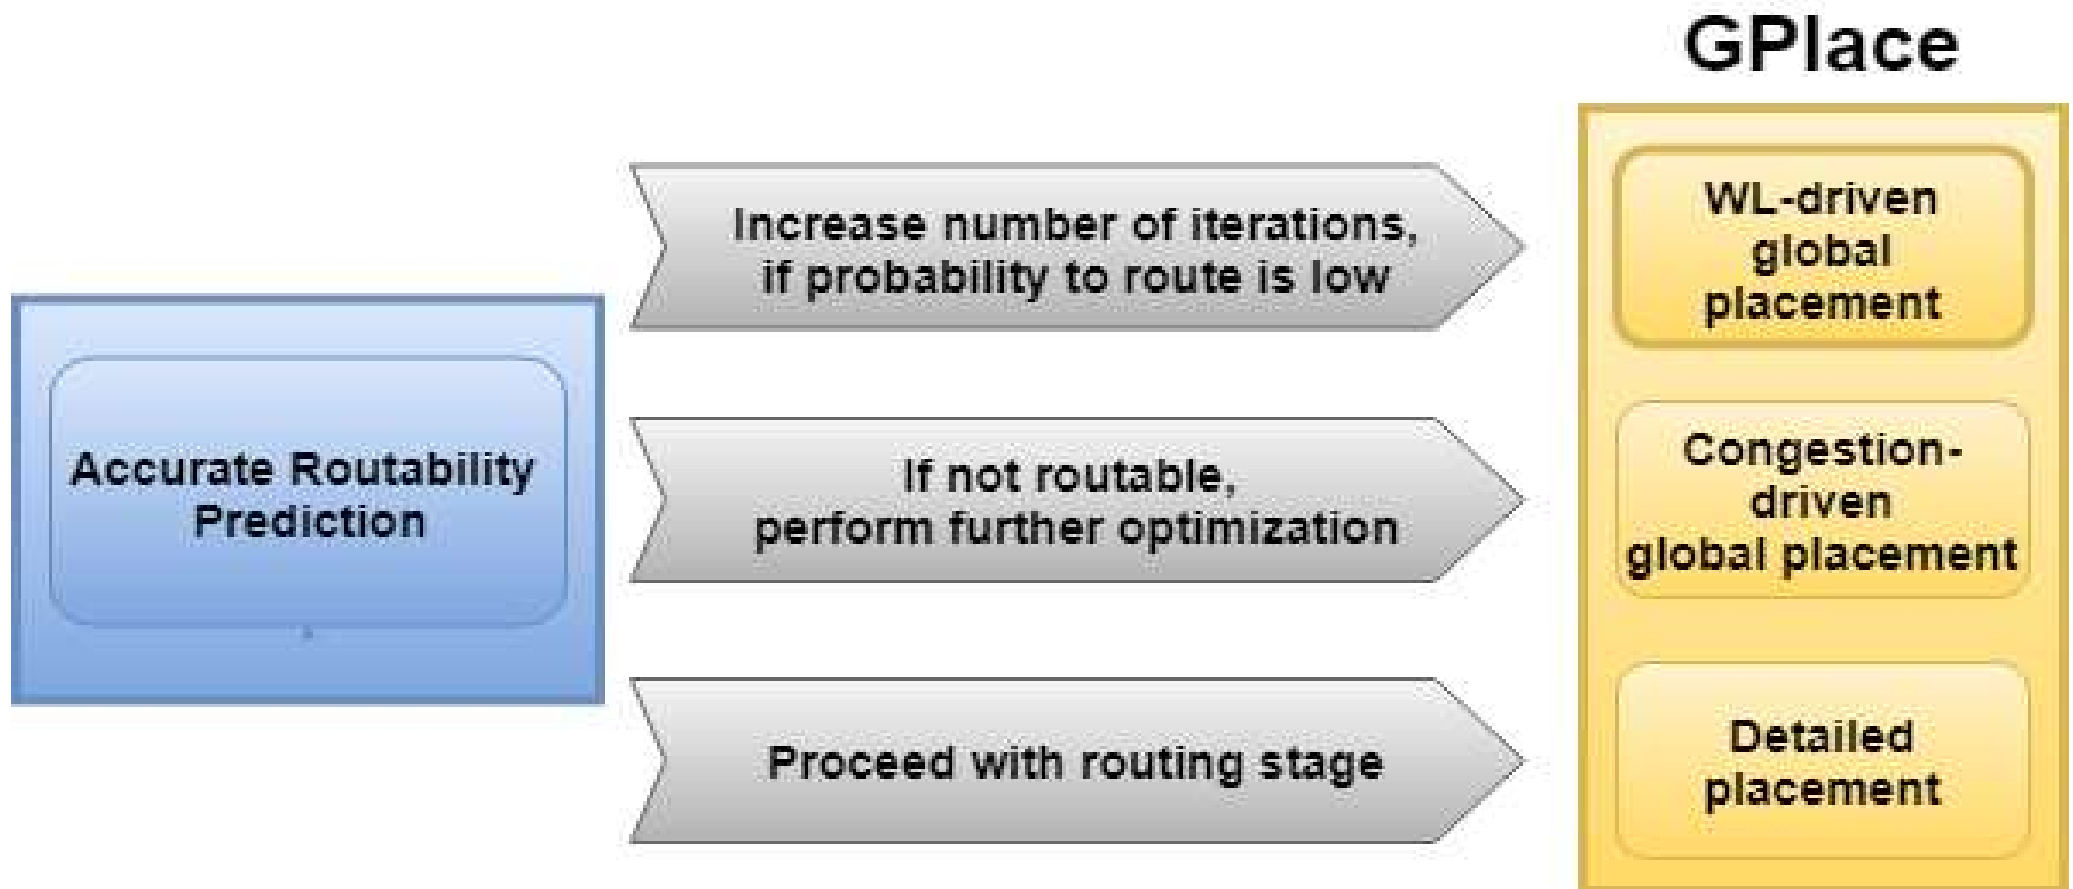 GPlace
Increase number of iterations,
if probability to route is low
WL-driven
global
placement
Accurate Routability
Prediction
If not routable,
perform further optimization
Congestion-
driven
global placement
Proceed with routing stage
Detailed
placement